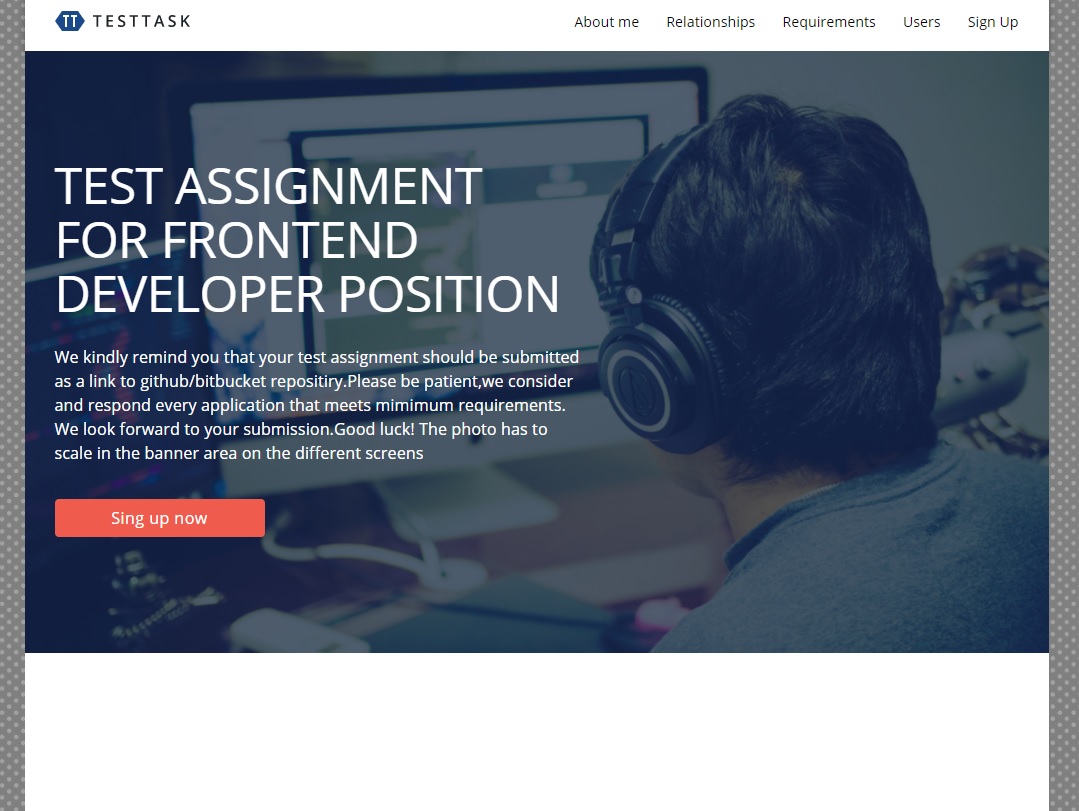 TT TESTTASK
About me Relationships Requirements Users Sign Up
TEST ASSIGNMENT
FOR FRONTEND
DEVELOPER POSITION
We kindly remind you that your test assignment should be submitted
as a link to github/bitbucket repositiry.Please be patient,we consider
and respond every application that meets mimimum requirements.
We look forward to your submission.Good luck! The photo has to
scale in the banner area on the different screens
Sing up now